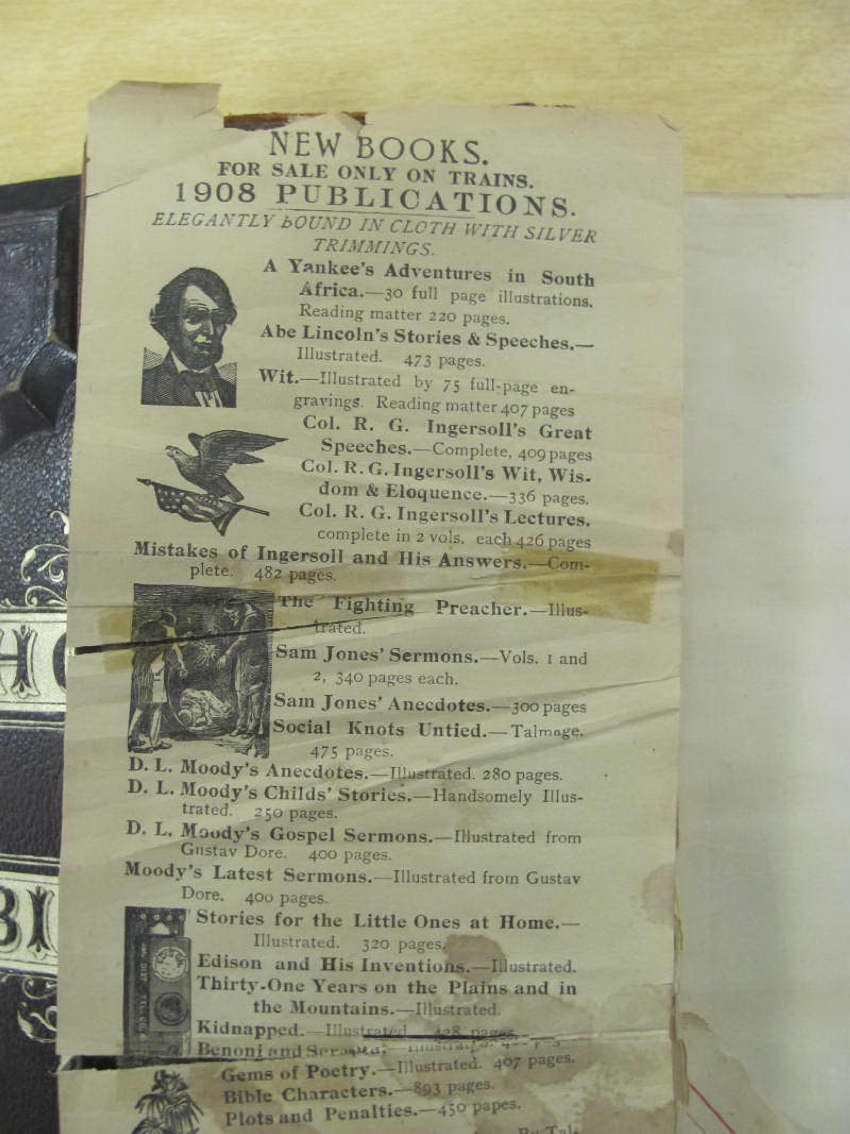 NEW BOOKS.
FOR SALE ONLY ON TRAINS.
1908 PUBLICATIONS.
ELEGANTLY bOUND IN CLOTH WITH SILVER
TRIMMINGS.
A Yankee's Adventures in South
Africa.—30 full page illustrations.
Reading matter 220 pages.
Abe Lincoln's Stories & Speeches.—
Illustrated. 473 pages.
Wit.—Illustrated by 75 full-page en-
gravings. Reading matter 407 pages
Col. R. G. Ingersoll's Great
Speeches.—Complete, 409 pages
Col. R. G. Ingersoll's Wit, Wis-
dom & Eloquence.—336 pages.
Col. R. G. Ingersoll's Lectures,
complete in 2 vols. each 426 pages
Mistakes of Ingersoll and His Answers.—Com-
plete. 482 pages.
The Fighting Preacher.—Illus-
trated.
Sam Jones' Sermons.—Vols. 1 and
2, 340 pages each.
Sam Jones' Anecdotes.—300 pages
Social Knots Untied.—Talmage.
475 pages.
D. L. Moody's Anecdotes.—Illustrated. 280 pages.
D. L. Moody's Childs' Stories.—Handsomely Illus-
trated. 250 pages.
D. L. Moody's Gospel Sermons.—Illustrated from
Gustav Dore. 400 pages.
Moody's Latest Sermons.—Illustrated from Gustav
Dore. 400 pages.
Stories for the Little Ones at Home.—
Illustrated. 320 pages.
Edison and His Inventions.—Illustrated.
Thirty-One Years on the Plains and in
the Mountains.—Illustrated.
Kidnapped.—Illustrated 428 pages.
Benoni and
Gems of Poetry.—Illustrated. 407 pages.
Bible Characters.—893 pages.
Plots and Penalties.—450 papes.
By Tal-
HO
BI